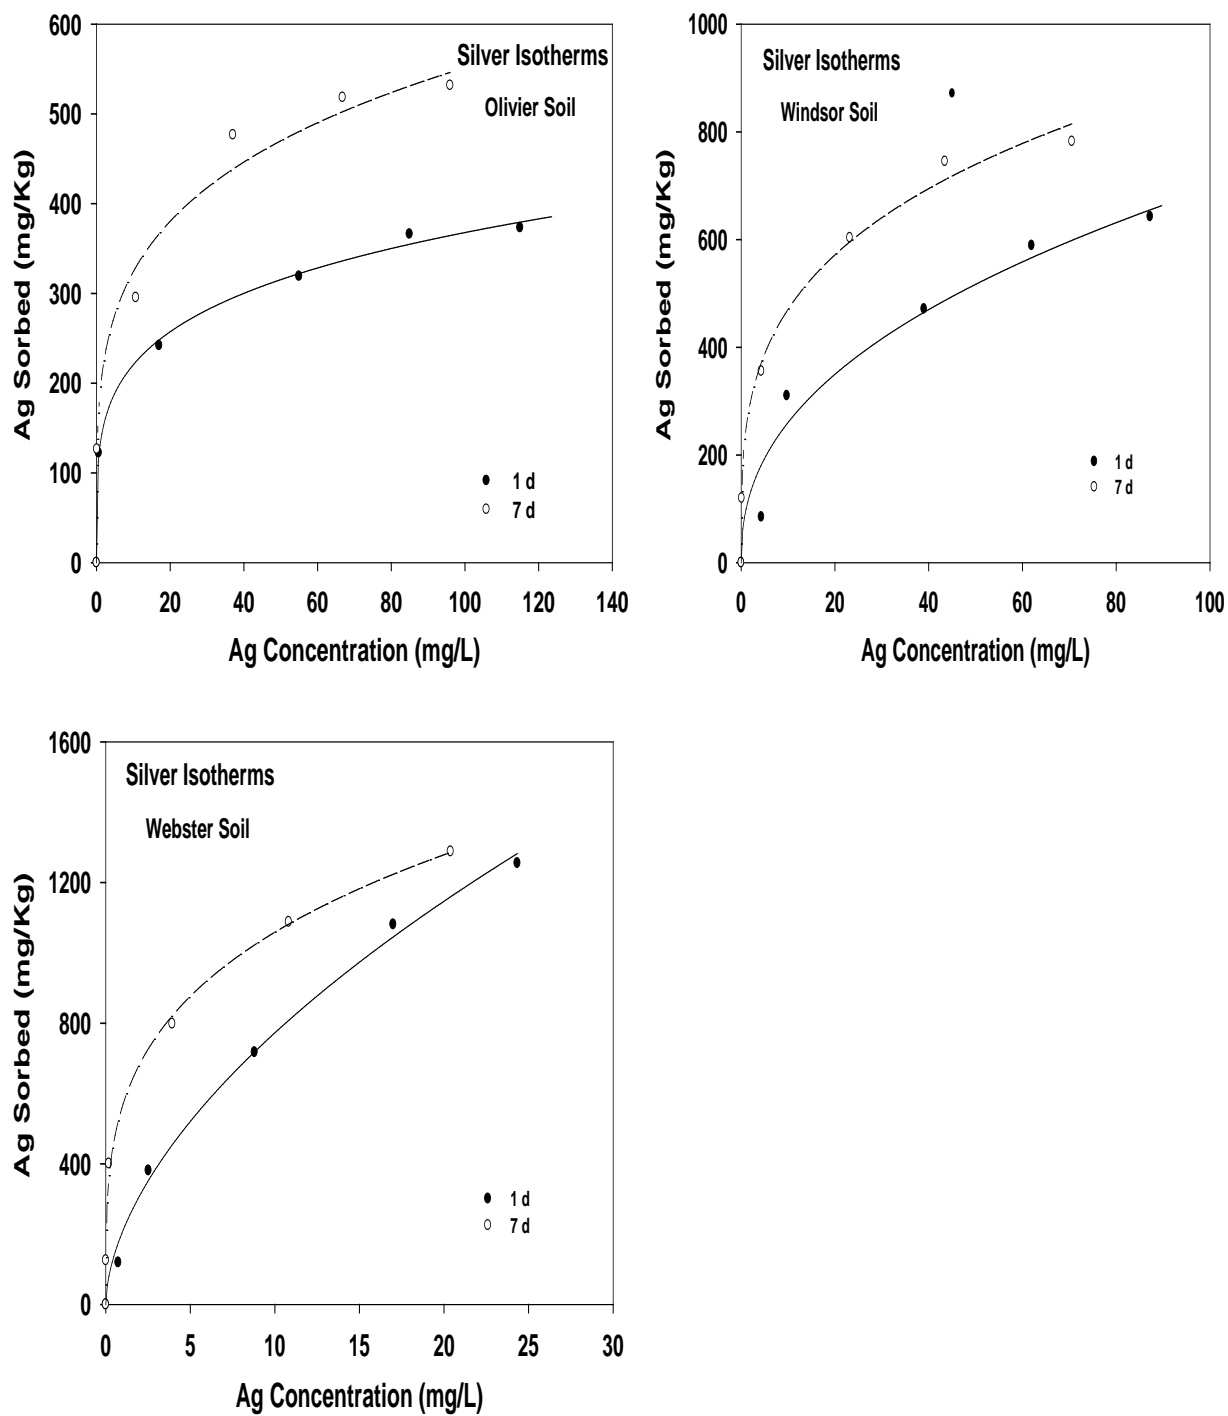 600
500
400
300
200
100
0
Ag Sorbed (mg/Kg)
Silver Isotherms
Olivier Soil
1 d
7 d
0 20 40 60 80 100 120 140
Ag Concentration (mg/L)
1000
800
600
400
200
0
Ag Sorbed (mg/Kg)
Silver Isotherms
Windsor Soil
1 d
7 d
0 20 40 60 80 100
Ag Concentration (mg/L)
1600
1200
800
400
0
Ag Sorbed (mg/Kg)
Silver Isotherms
Webster Soil
1 d
7 d
0 5 10 15 20 25 30
Ag Concentration (mg/L)